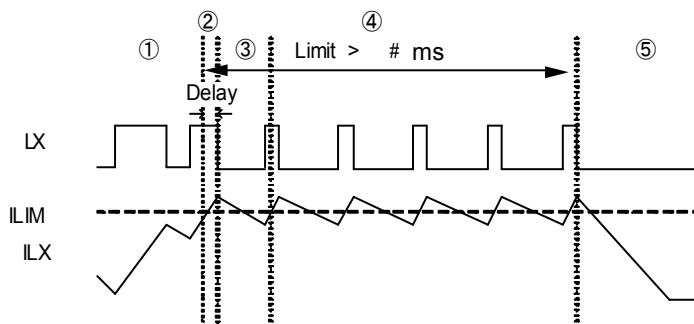 ① ② ③ ④ ⑤
Limit > # ms
Delay
LX
ILIM
ILX